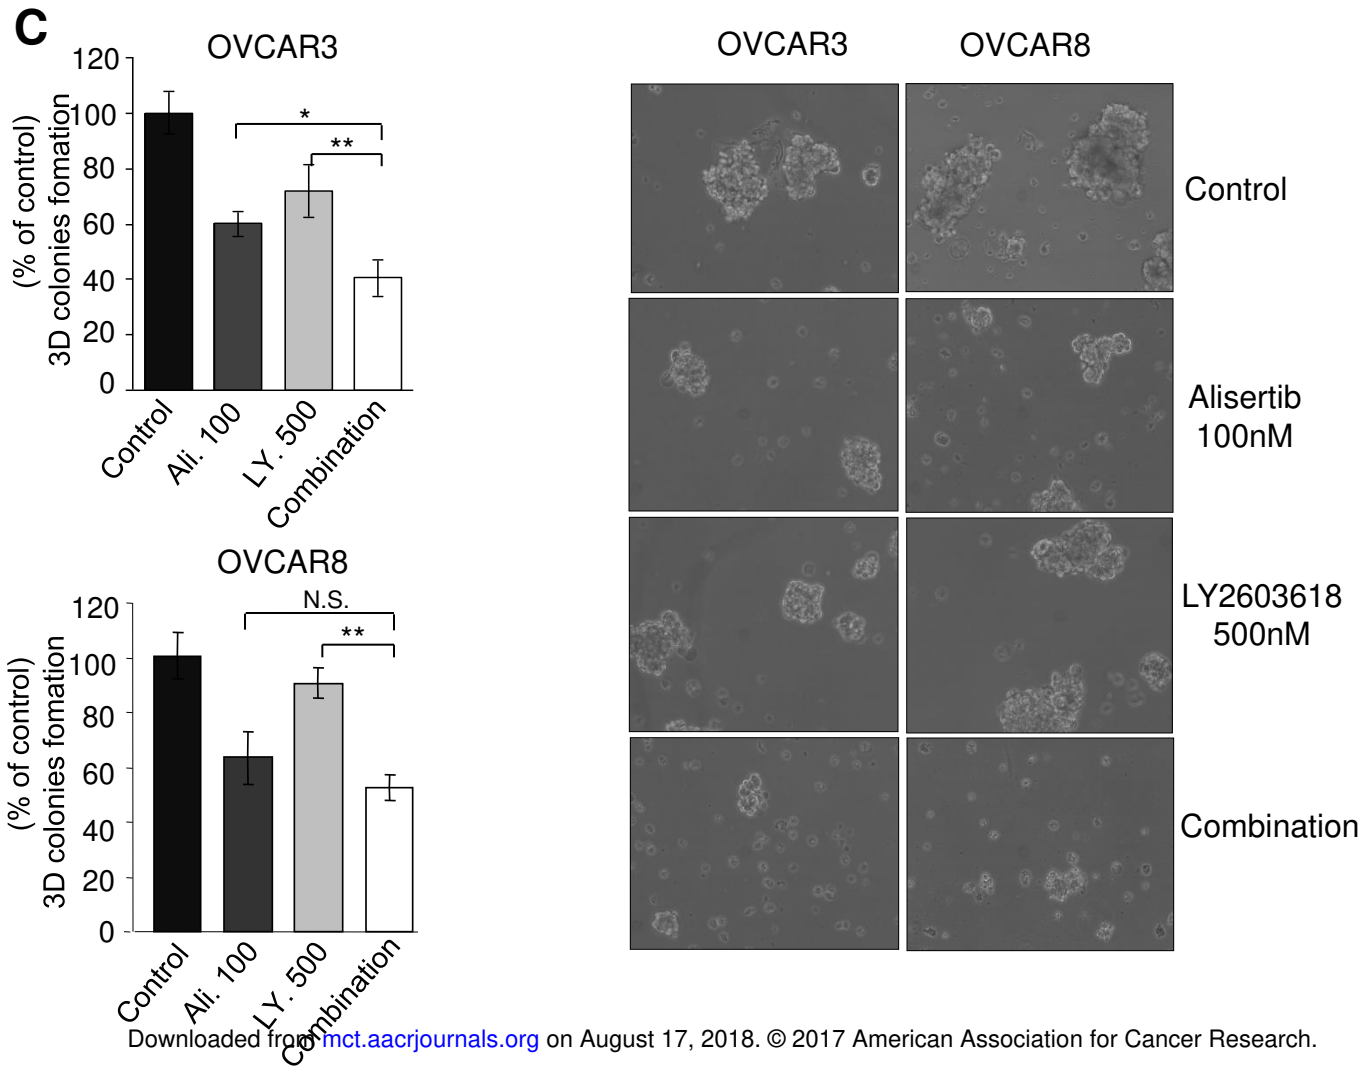 C
OVCAR3
120
100
80
60
40
20
0
(% of control)
3D colonies fomation
*
**
Control
Ali. 100
LY. 500
Combination
OVCAR8
120
100
80
60
40
20
0
(% of control)
3D colonies fomation
N.S.
**
Control
Ali. 100
LY. 500
Combination
OVCAR3 OVCAR8
Control
Alisertib
100nM
LY2603618
500nM
Combination
Downloaded from mct.aacrjournals.org on August 17, 2018. © 2017 American Association for Cancer Research.